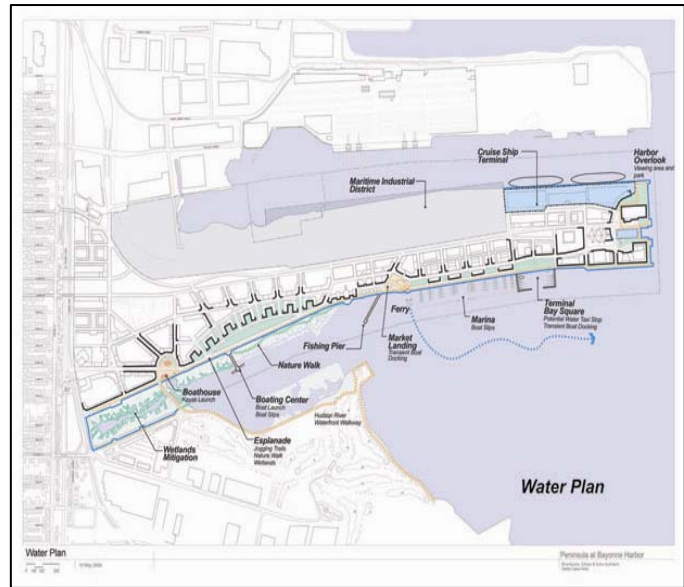 Cruise Ship
Terminal
Harbor
Overlook
Viewing area and
park
Maritime Industrial
District
Ferry
Marina
Boat Slips
Terminal
Bay Square
Potential Water Taxi Stop
Transient Boat Docking
Fishing Pier
Market
Landing
Transient Boat
Docking
Nature Walk
Boathouse
Kayak Launch
Boating Center
Boat Launch
Boat Slips
Hudson River
Waterfront Walkway
Esplanade
Jogging Trails
Nature Walk
Wetlands
Wetlands
Mitigation
Water Plan
Water Plan
Peninsula at Bayonne Harbor